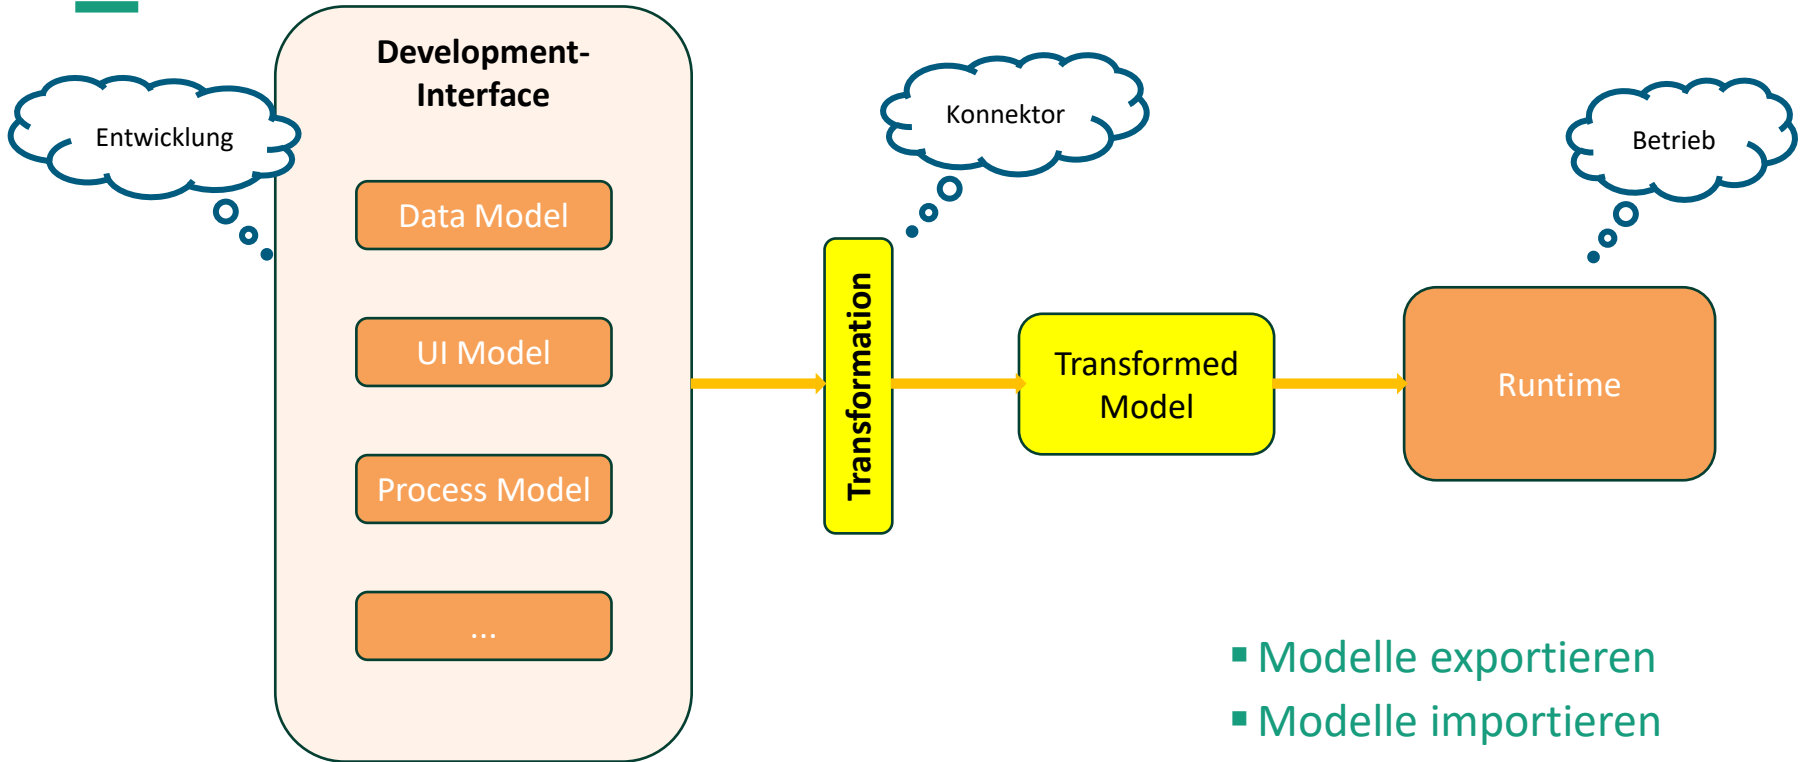 Development-
Interface
Entwicklung
Data Model
UI Model
Process Model
...
Konnektor
Transformation
Transformed
Model
Betrieb
Runtime
▪ Modelle exportieren
▪ Modelle importieren